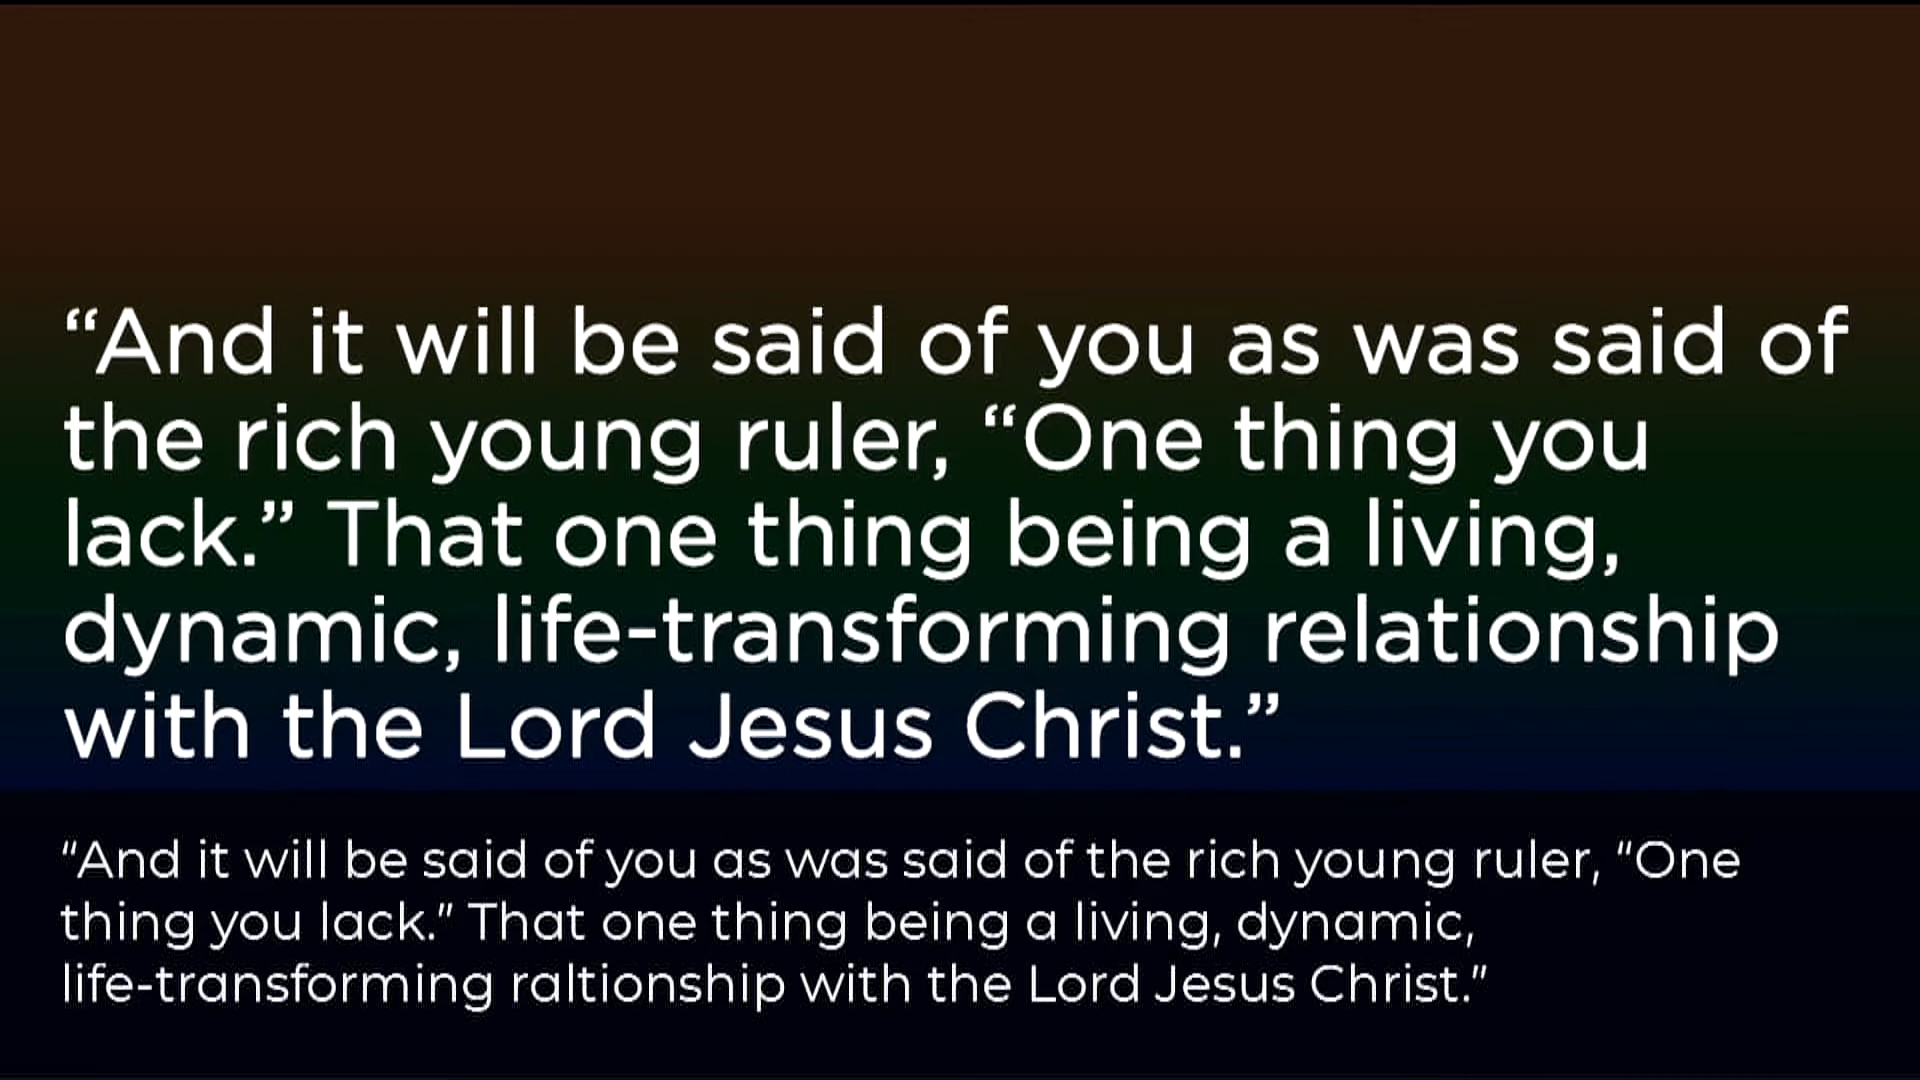 “And it will be said of you as was said of
the rich young ruler, “One thing you
lack.” That one thing being a living,
dynamic, life-transforming relationship
with the Lord Jesus Christ.”
"And it will be said of you as was said of the rich young ruler, "One
thing you lack." That one thing being a living, dynamic,
life-transforming raltionship with the Lord Jesus Christ."